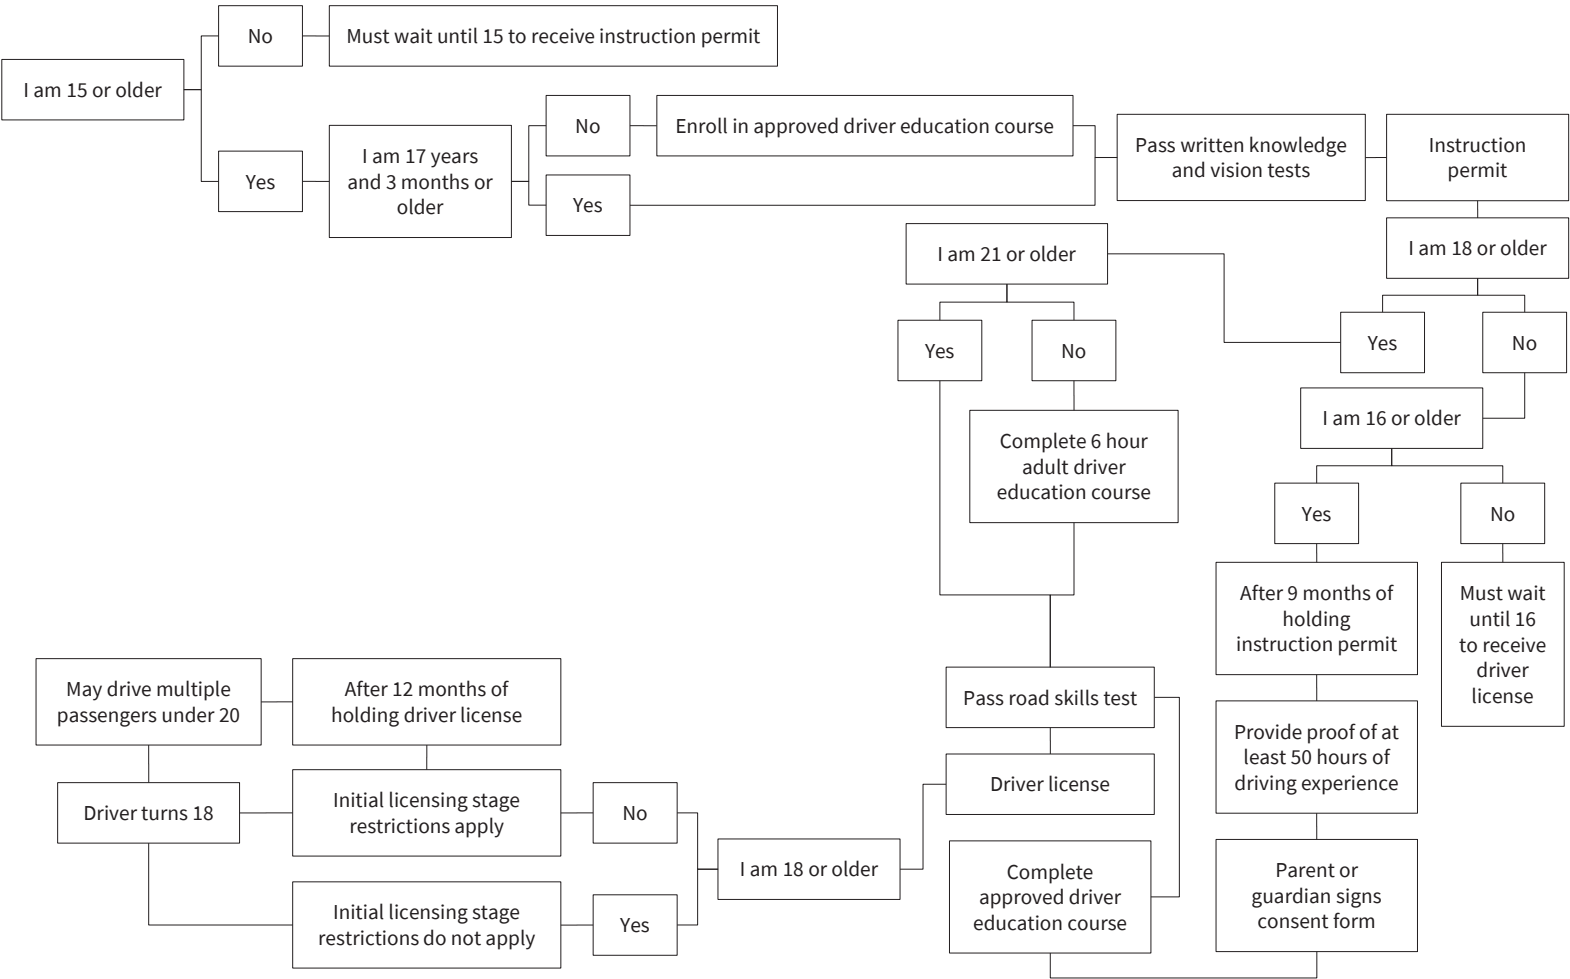 No
Must wait until 15 to receive instruction permit
I am 15 or older
Yes
I am 17 years
and 3 months or
older
No
Enroll in approved driver education course
Yes
Pass written knowledge
and vision tests
Instruction
permit
I am 18 or older
Yes
No
I am 21 or older
Yes
No
Complete 6 hour
adult driver
education course
I am 16 or older
Yes
No
After 9 months of
holding
instruction permit
Must wait
until 16
to receive
driver
license
Provide proof of at
least 50 hours of
driving experience
Parent or
guardian signs
consent form
Complete
approved driver
education course
Pass road skills test
Driver license
I am 18 or older
No
Yes
Initial licensing stage
restrictions apply
Initial licensing stage
restrictions do not apply
After 12 months of
holding driver license
May drive multiple
passengers under 20
Driver turns 18